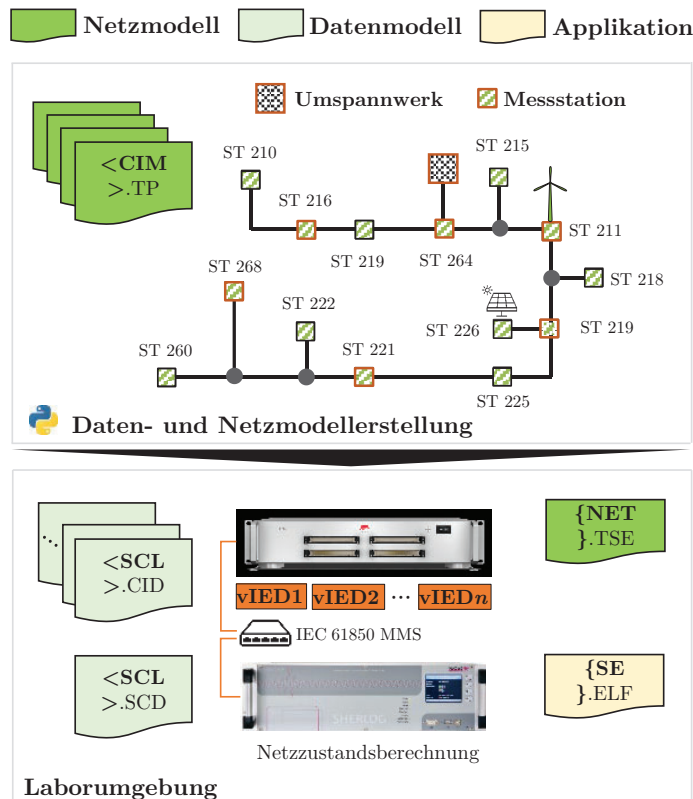 Netzmodell
Datenmodell
Applikation
Umspannwerk
Messstation
<CIM
>.TP
ST 210
ST 215
ST 216
ST 211
ST 219
ST 264
ST 268
ST 218
ST 222
ST 226
ST 219
ST 260
ST 221
ST 225
Daten- und Netzmodellerstellung
<SCL
>.CID
{NET
}.TSE
vIED1
vIED2
...
vIEDn
IEC 61850 MMS
<SCL
>.SCD
SHERLOG
{SE
}.ELF
Netzzustandsberechnung
Laborumgebung